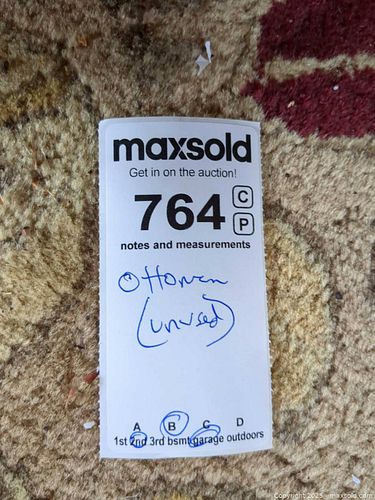 maxsold
Get in on the auction!
764 C
P
notes and measurements
Ottoman
(unused)
A B C D
1st 2nd 3rd bsmt garage outdoors
Copyright 2025 - maxsold.com